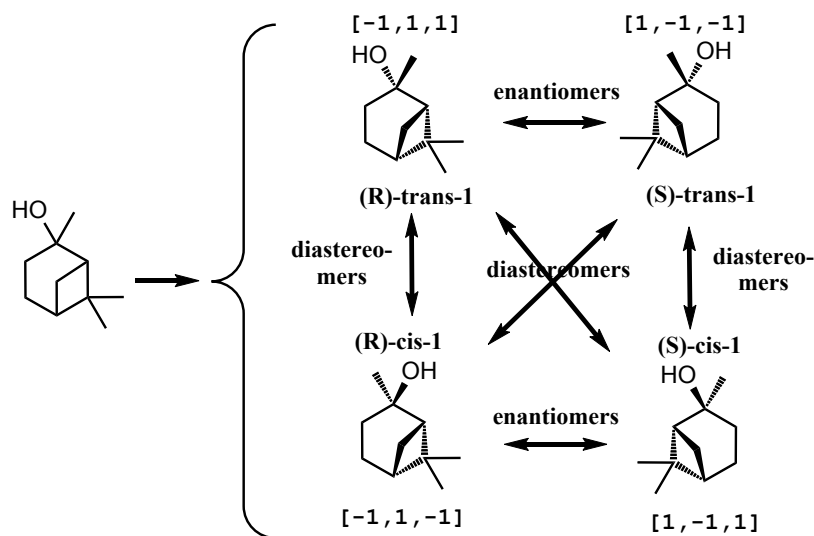 [-1,1,1]
[1,-1,-1]
HO
OH
enantiomers
(R)-trans-1
(S)-trans-1
HO
diastereo-
mers
diastereomers
diastereo-
mers
(R)-cis-1
(S)-cis-1
OH
HO
enantiomers
[-1,1,-1]
[1,-1,1]